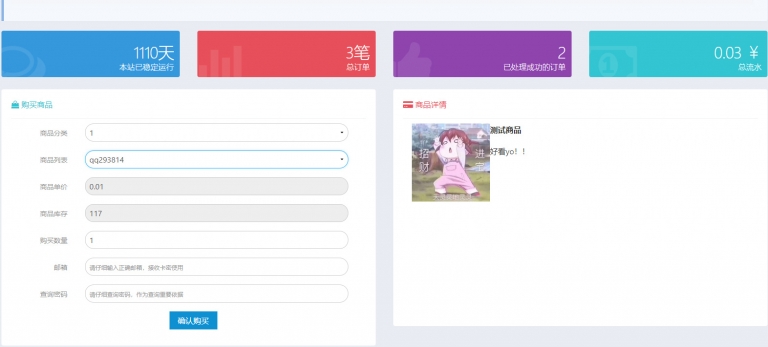 1110天
本站已稳定运行
3笔
总订单
2
已处理成功的订单
0.03 ￥
总流水
购买商品
商品分类
1
商品列表
qq293814
商品单价
0.01
商品库存
117
购买数量
1
邮箱
请仔细输入正确邮箱，接收卡密使用
查询密码
请仔细查询密码，作为查询重要依据
确认购买
商品详情
招财
进宝
测试商品
好看yo！！